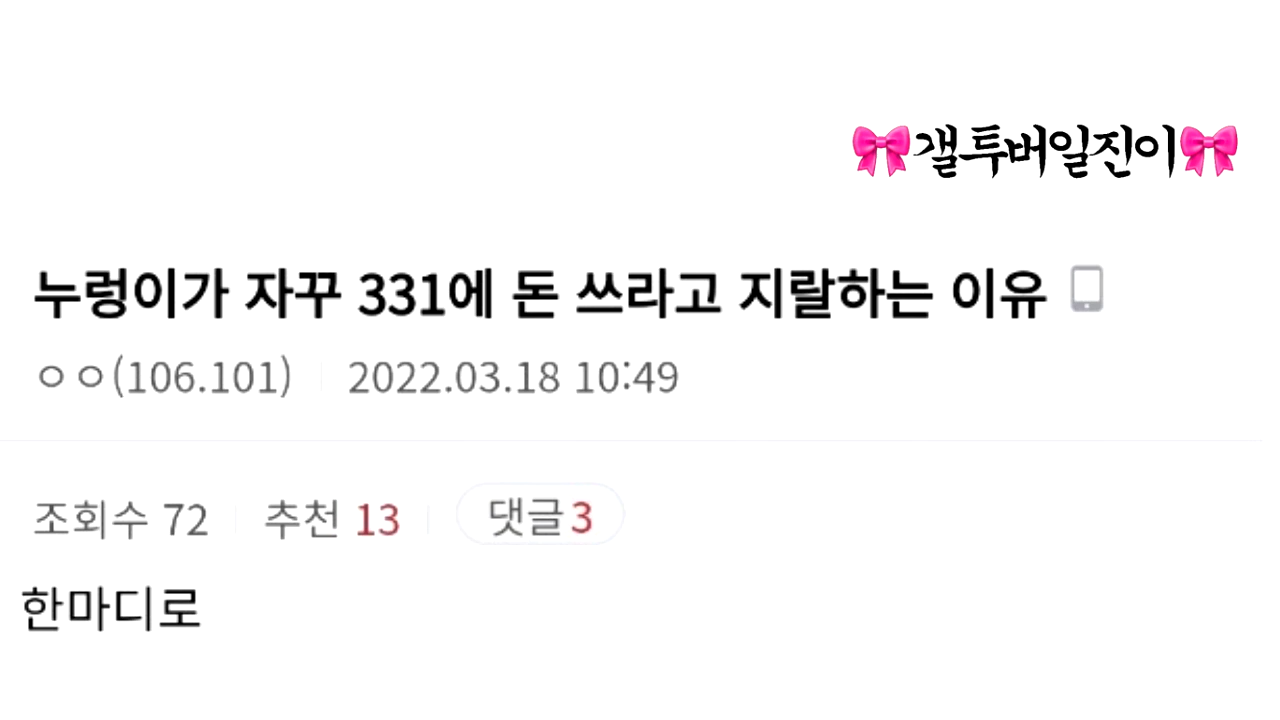 🎀갤투버일진이🎀
누렁이가 자꾸 331에 돈 쓰라고 지랄하는 이유
ㅇㅇ(106.101) 2022.03.18 10:49
조회수 72 추천 13 댓글 3
한마디로